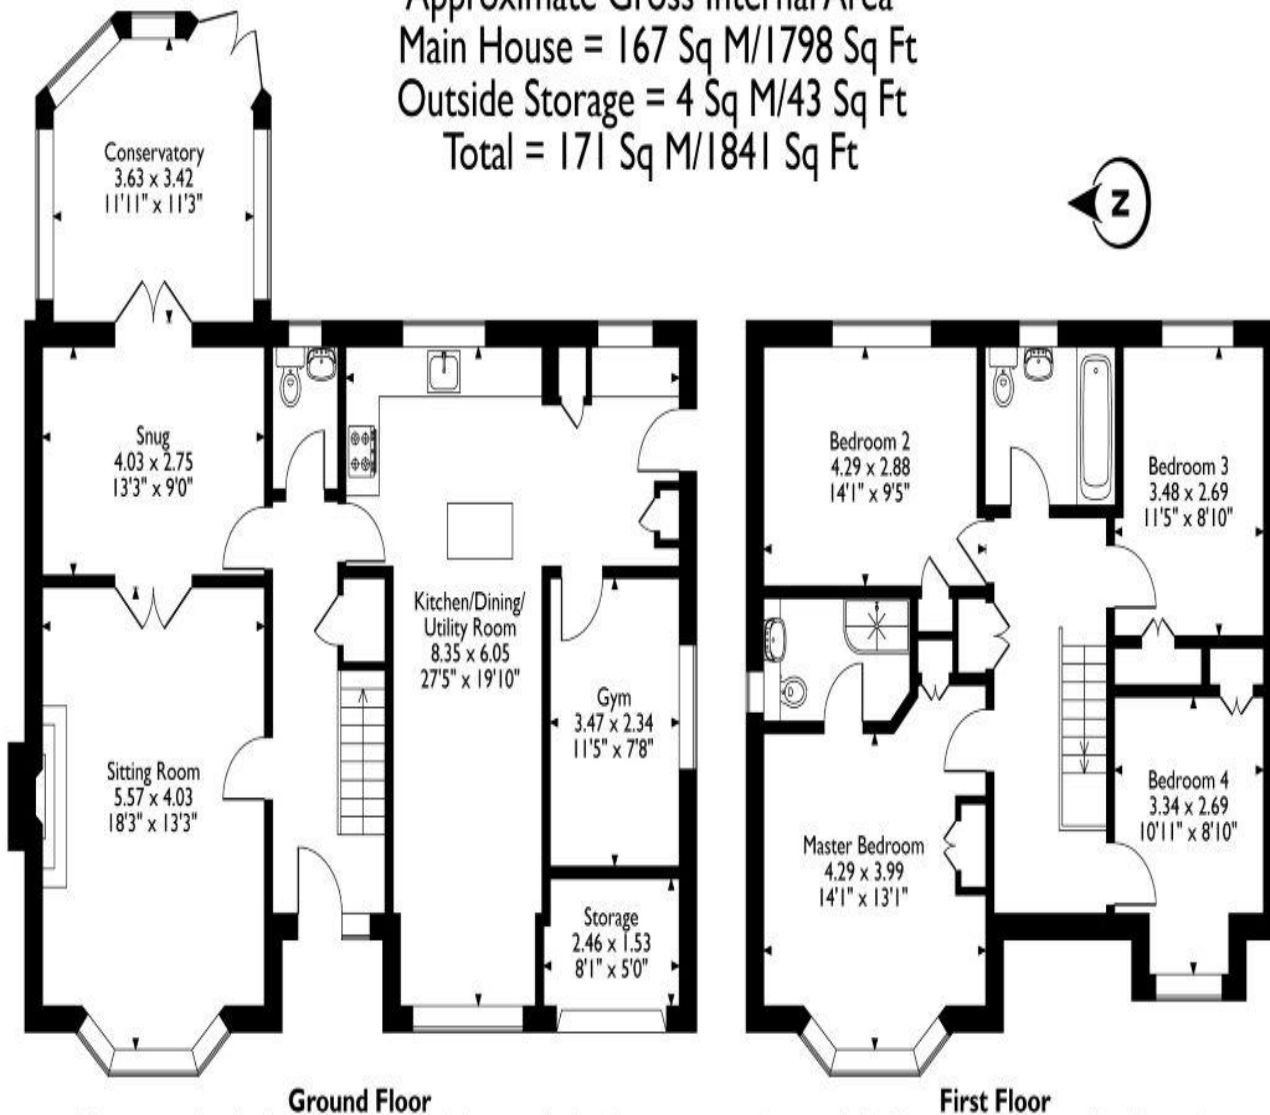 Approximate Gross Internal Area
Main House = 167 Sq M/1798 Sq Ft
Outside Storage = 4 Sq M/43 Sq Ft
Total = 171 Sq M/1841 Sq Ft
N
Conservatory
3.63 x 3.42
11'11" x 11'3"
Snug
4.03 x 2.75
13'3" x 9'0"
Kitchen/Dining/
Utility Room
8.35 x 6.05
27'5" x 19'10"
Gym
3.47 x 2.34
11'5" x 7'8"
Sitting Room
5.57 x 4.03
18'3" x 13'3"
Storage
2.46 x 1.53
8'1" x 5'0"
Ground Floor
Bedroom 2
4.29 x 2.88
14'1" x 9'5"
Bedroom 3
3.48 x 2.69
11'5" x 8'10"
Master Bedroom
4.29 x 3.99
14'1" x 13'1"
Bedroom 4
3.34 x 2.69
10'11" x 8'10"
First Floor